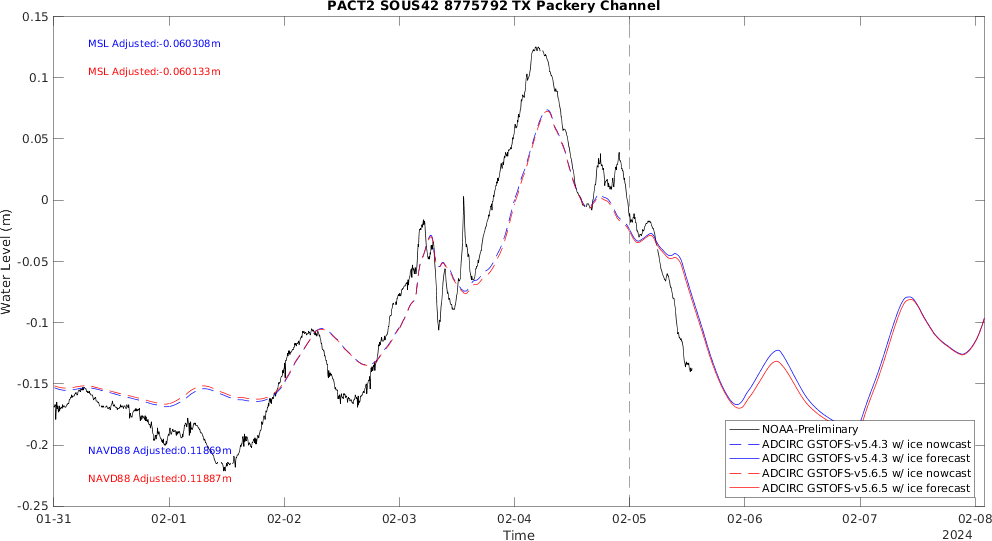 PACT2 SOUS42 8775792 TX Packery Channel
0.15
0.1
0.05
0
-0.05
-0.1
-0.15
-0.2
-0.25
Water Level (m)
MSL Adjusted:-0.060308m
MSL Adjusted:-0.060133m
NAVD88 Adjusted:0.11869m
NAVD88 Adjusted:0.11887m
NOAA-Preliminary
ADCIRC GSTOFS-v5.4.3 w/ ice nowcast
ADCIRC GSTOFS-v5.4.3 w/ ice forecast
ADCIRC GSTOFS-v5.6.5 w/ ice nowcast
ADCIRC GSTOFS-v5.6.5 w/ ice forecast
01-31 02-01 02-02 02-03 02-04 02-05 02-06 02-07 02-08
Time
2024